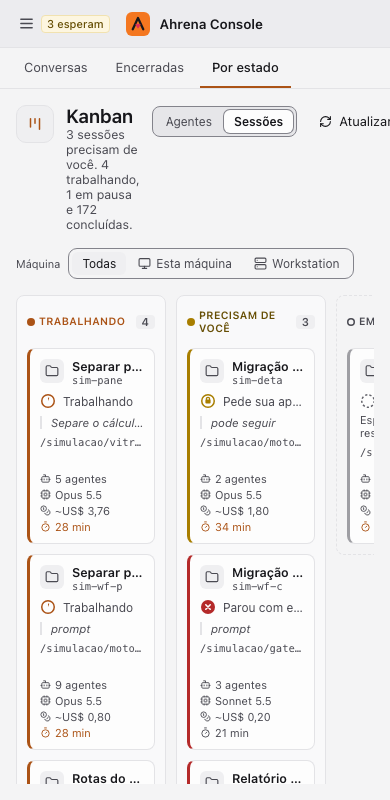 3 esperam
Ahrena Console
Conversas
Encerradas
Por estado
Kanban
3 sessões
precisam de
você. 4
trabalhando,
1 em pausa
e 172
concluídas.
Agentes
Sessões
Atualizar
Máquina
Todas
Esta máquina
Workstation
TRABALHANDO
4
Separar p...
sim-pane
Trabalhando
Separe o cálcul...
/simulacao/vitr...
5 agentes
Opus 5.5
~US$ 3,76
28 min
Separar p...
sim-wf-p
Trabalhando
prompt
/simulacao/moto...
9 agentes
Opus 5.5
~US$ 0,80
28 min
Rotas do ...
PRECISAM DE
VOCÊ
3
Migração ...
sim-deta
Pede sua ap...
pode seguir
/simulacao/moto...
2 agentes
Opus 5.5
~US$ 1,80
34 min
Migração ...
sim-wf-c
Parou com e...
prompt
/simulacao/gate...
3 agentes
Sonnet 5.5
~US$ 0,20
21 min
Relatório ...
EM